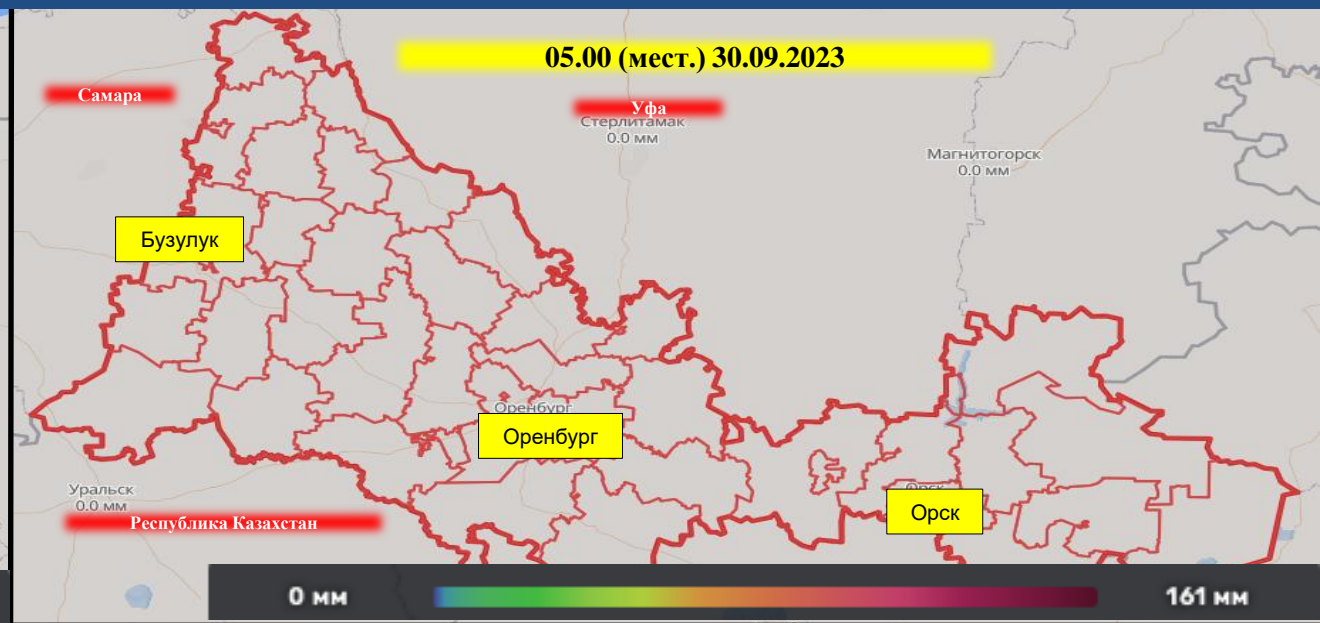 05.00 (мест.) 30.09.2023
Самара
Уфа
Стерлитамак
0.0 мм
Магнитогорск
0.0 мм
Бузулук
Оренбург
Оренбург
Уральск
0.0 мм
Орск
Орск
Республика Казахстан
0 мм
161 мм